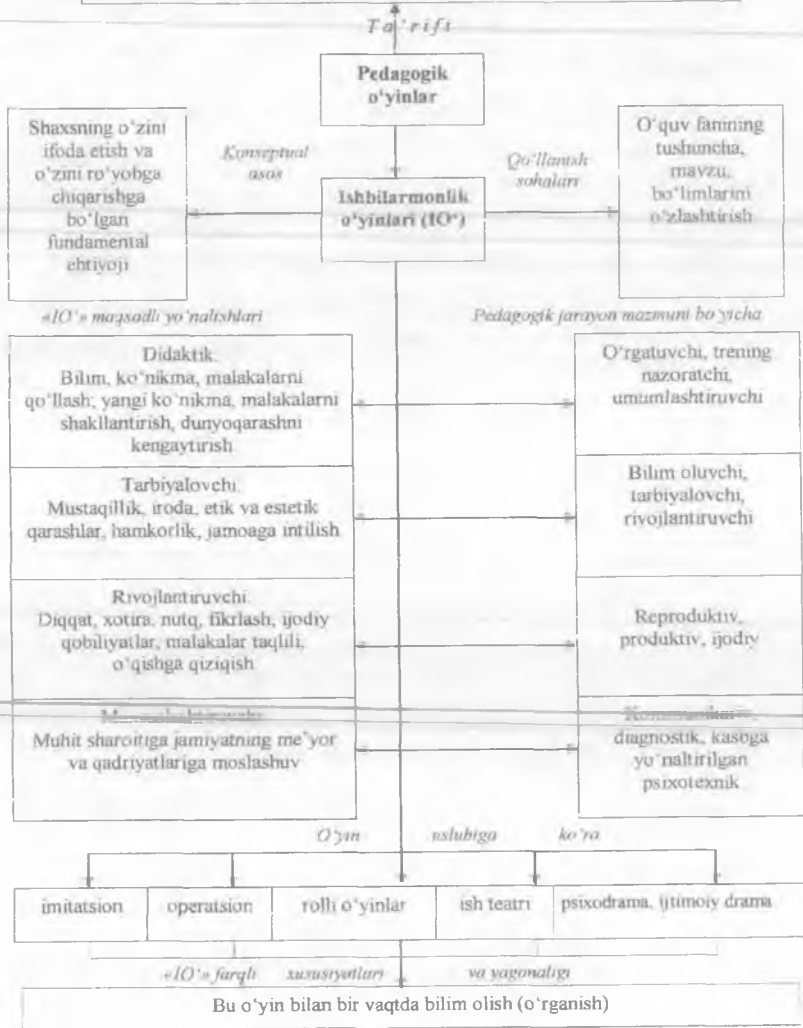 Ta'rifi
Pedagogik
o'yinlar
Shaxsning o'zini
ifoda etish va
o'zini ro'yobga
chiqarishga
bo'lgan
fundamental
ehtiyoji
Konseptual
asos
Ishbilarmonlik
o'yinlari (IO')
Qo'llanish
sohalari
O'quv fanining
tushuncha,
mavzu,
bo'limlarini
o'zlashtirish
«IO'» maqsadli yo'nalishlari
Pedagogik jarayon mazmuni bo'yicha
Didaktik
Bilim, ko'nikma, malakalarni
qo'llash; yangi ko'nikma, malakalarni
shakllantirish, dunyoqarashni
kengaytirish
O'rgatuvchi, trening
nazoratchi,
umumlashtiruvchi
Tarbiyalovchi
Mustaqillik, iroda, etik va estetik
qarashlar, hamkorlik, jamoaga intilish
Bilim oluvchi,
tarbiyalovchi,
rivojlantiruvchi
Rivojlantiruvchi
Diqqat, xotira, nutq, fikrlash, ijodiy
qobiliyatlar, malakalar taqlili,
o'qishga qiziqish
Reproduktiv,
produktiv, ijodiy
Muhit sharoitiga jamiyatning me'yor
va qadriyatlariga moslashuv
diagnostik, kasbga
yo'naltirilgan
psixotexnik
O'yin uslubiga ko'ra
imitatsion
operatsion
rolli o'yinlar
ish teatri
psixodrama, ijtimoiy drama
«IO'» farqli xususiyatlari va yagonaligi
Bu o'yin bilan bir vaqtda bilim olish (o'rganish)